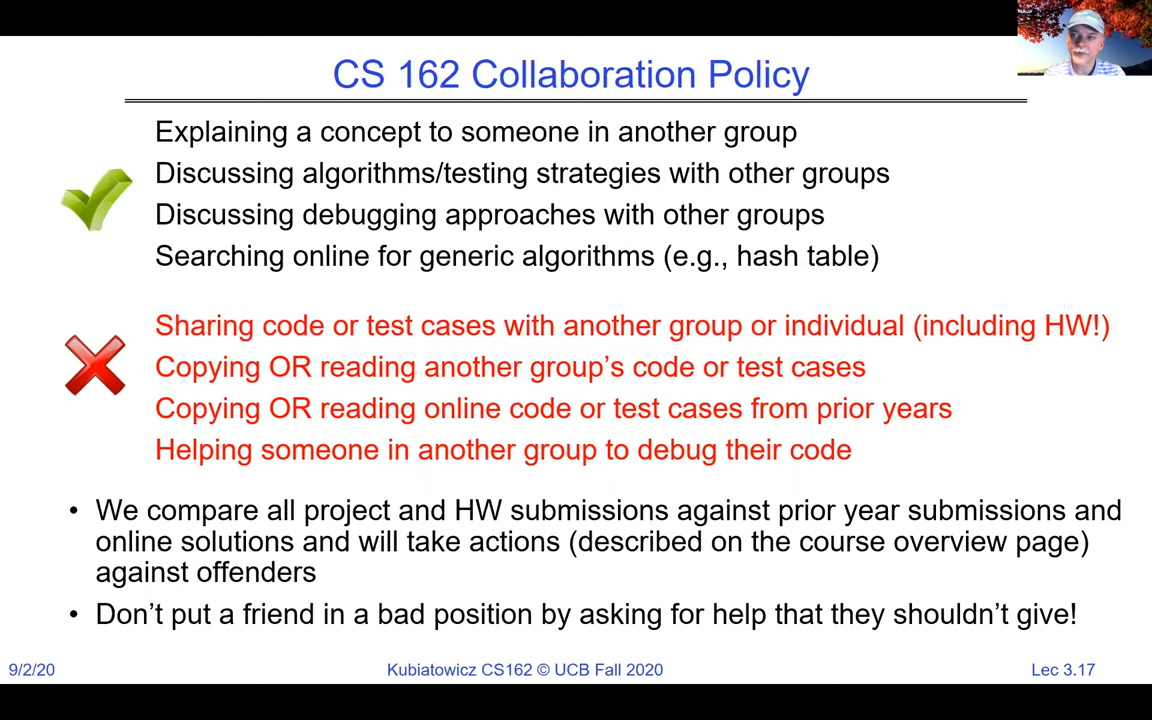 CS 162 Collaboration Policy
Explaining a concept to someone in another group
Discussing algorithms/testing strategies with other groups
Discussing debugging approaches with other groups
Searching online for generic algorithms (e.g., hash table)
Sharing code or test cases with another group or individual (including HW!)
Copying OR reading another group’s code or test cases
Copying OR reading online code or test cases from prior years
Helping someone in another group to debug their code
• We compare all project and HW submissions against prior year submissions and
online solutions and will take actions (described on the course overview page)
against offenders
• Don’t put a friend in a bad position by asking for help that they shouldn’t give!
9/2/20 Kubiatowicz CS162 © UCB Fall 2020 Lec 3.17